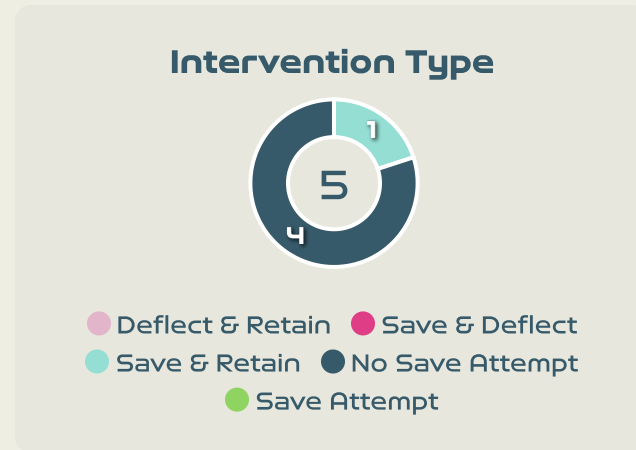 Intervention Type
1
5
4
Deflect & Retain Save & Deflect
Save & Retain No Save Attempt
Save Attempt